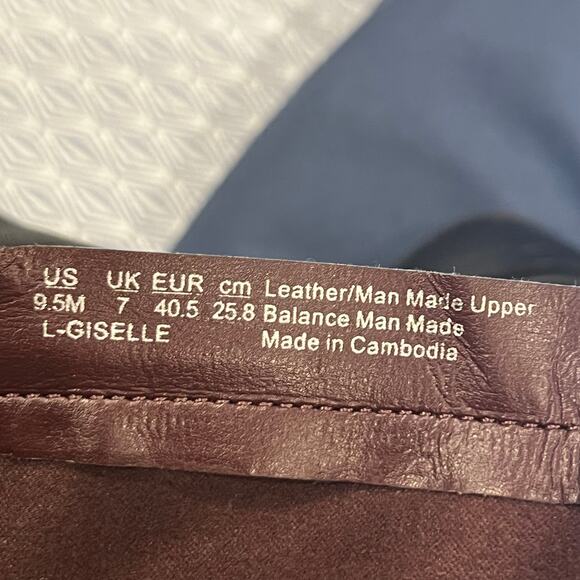 US UK EUR cm Leather/Man Made Upper
9.5M 7 40.5 25.8 Balance Man Made
L-GISELLE Made in Cambodia